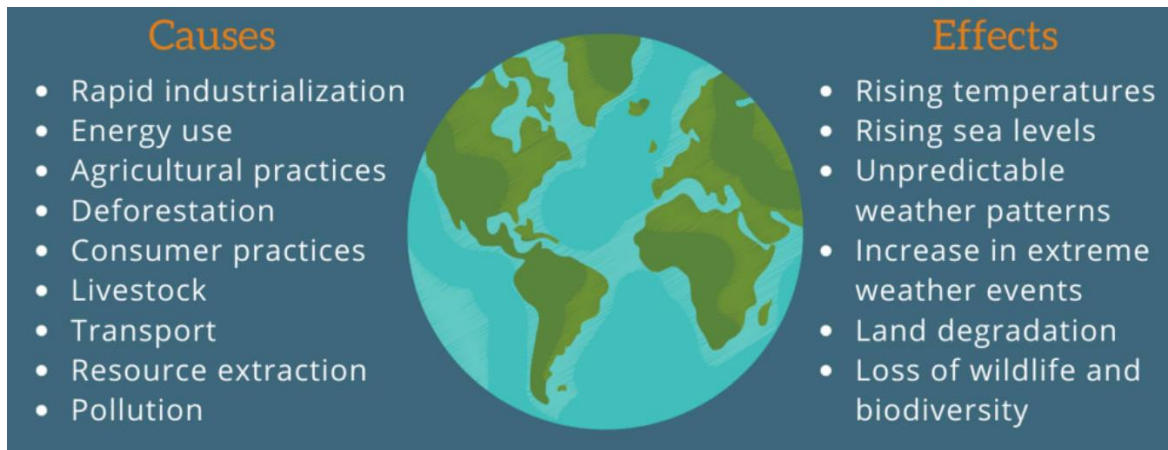 Causes
• Rapid industrialization
• Energy use
• Agricultural practices
• Deforestation
• Consumer practices
• Livestock
• Transport
• Resource extraction
• Pollution
Effects
• Rising temperatures
• Rising sea levels
• Unpredictable
weather patterns
• Increase in extreme
weather events
• Land degradation
• Loss of wildlife and
biodiversity